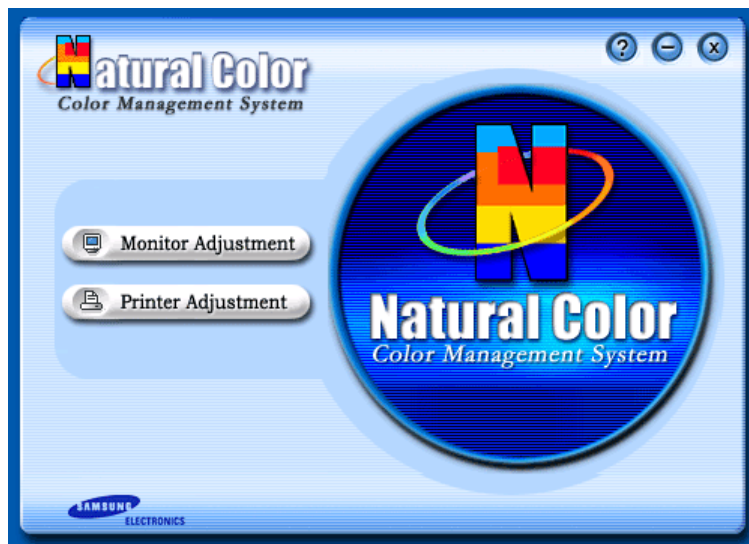 Natural Color
Color Management System
? – x
Monitor Adjustment
Printer Adjustment
N
Natural Color
Color Management System
SAMSUNG
ELECTRONICS